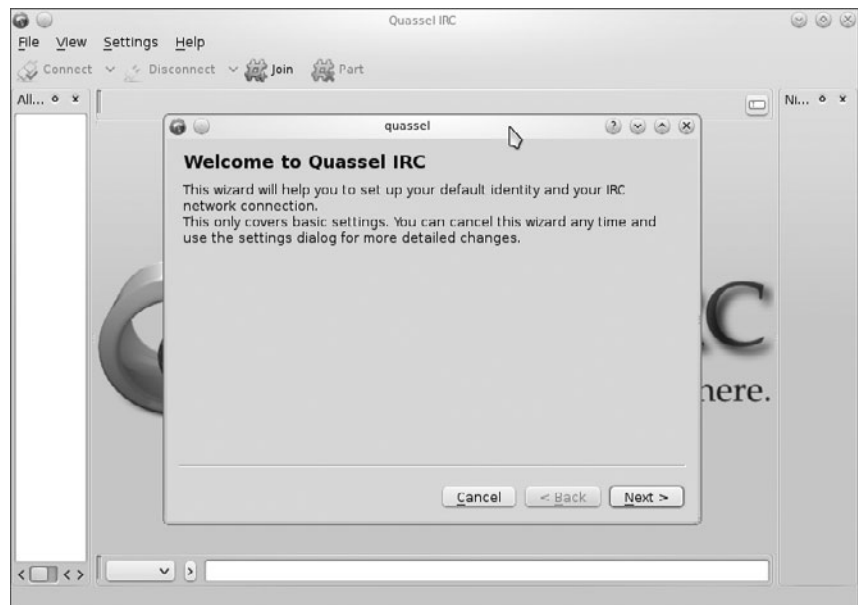 Quassel IRC
File View Settings Help
Connect Disconnect Join Part
All... Ni...
quassel
Welcome to Quassel IRC
This wizard will help you to set up your default identity and your IRC
network connection.
This only covers basic settings. You can cancel this wizard any time and
use the settings dialog for more detailed changes.
RC
here.
Cancel < Back Next >